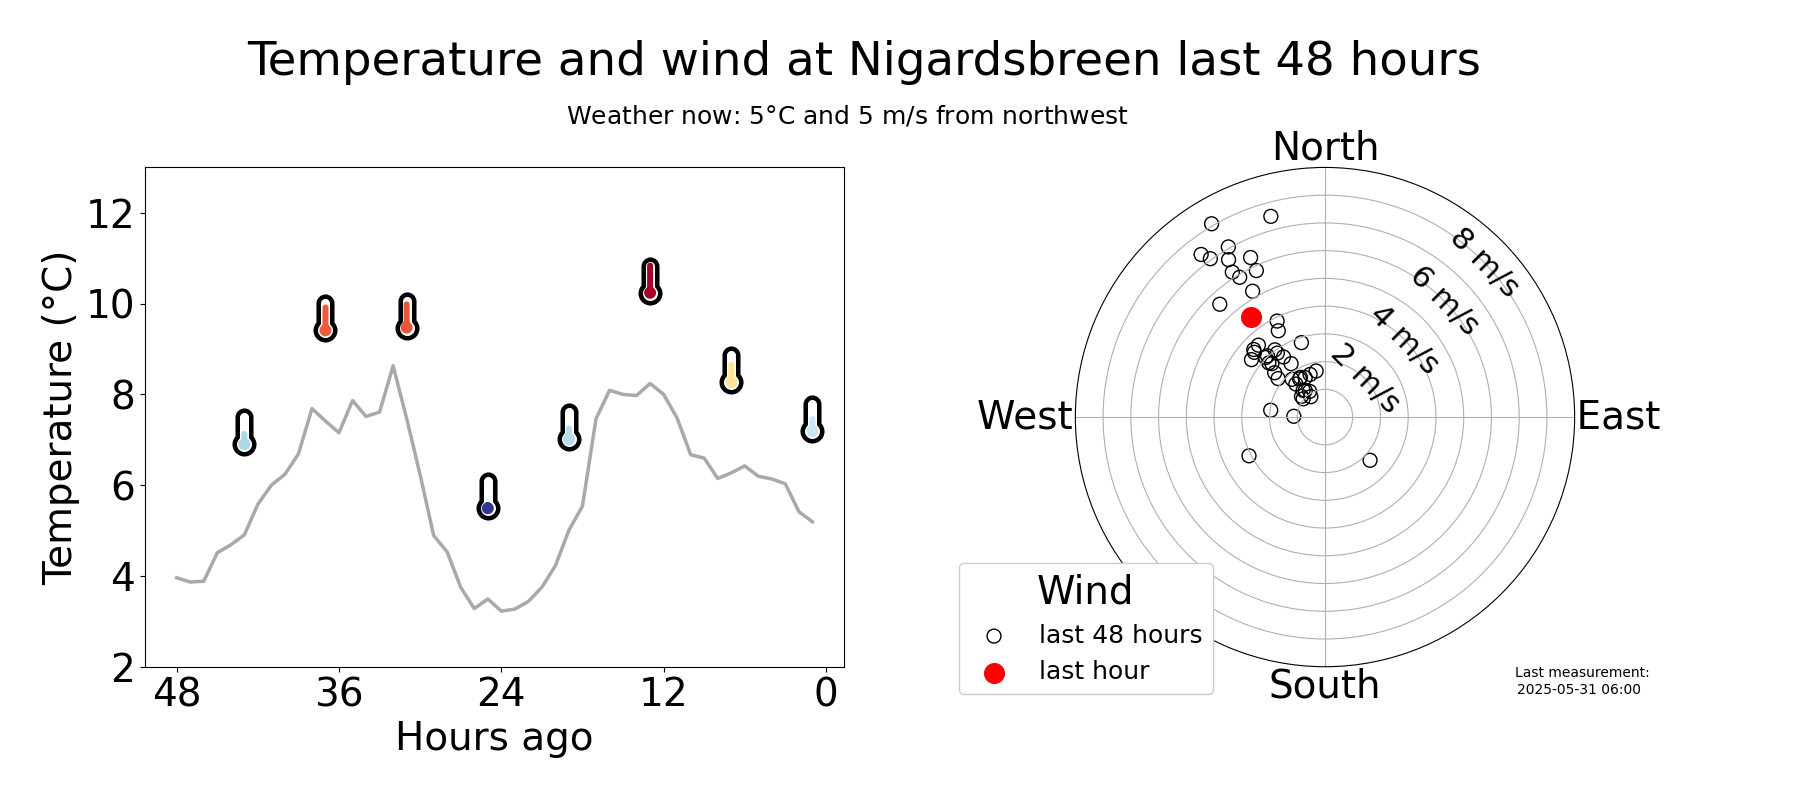 Temperature and wind at Nigardsbreen last 48 hours
Weather now: 5°C and 5 m/s from northwest
Temperature (°C)
12
10
8
6
4
2
48
36
24
12
0
Hours ago
North
West
East
South
8 m/s
6 m/s
4 m/s
2 m/s
Wind
last 48 hours
last hour
Last measurement:
2025-05-31 06:00